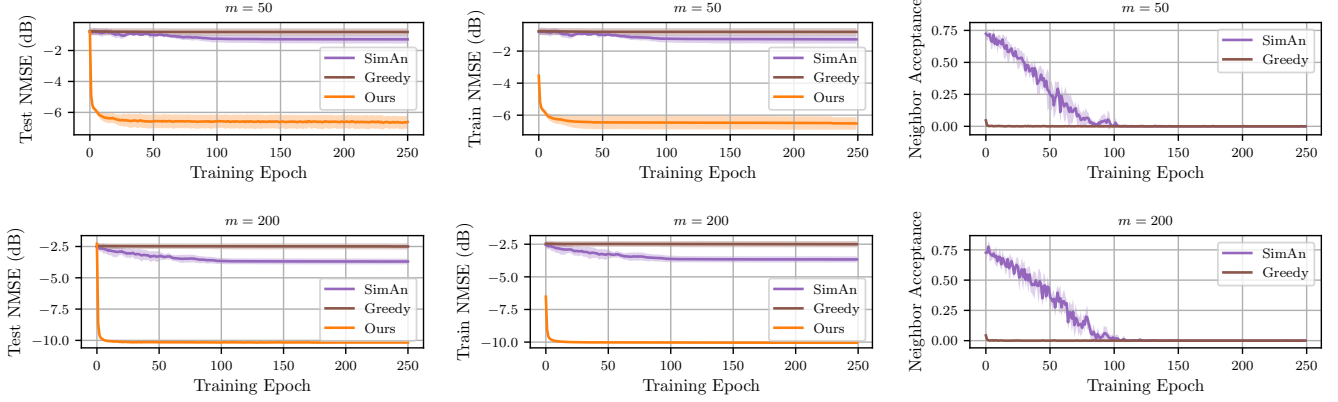 m = 50
Test NMSE (dB)
−2
−4
−6
SimAn
Greedy
Ours
0 50 100 150 200 250
Training Epoch
m = 50
Train NMSE (dB)
−2
−4
−6
SimAn
Greedy
Ours
0 50 100 150 200 250
Training Epoch
m = 50
Neighbor Acceptance
0.75
0.50
0.25
0.00
SimAn
Greedy
0 50 100 150 200 250
Training Epoch
m = 200
Test NMSE (dB)
−2.5
−5.0
−7.5
−10.0
SimAn
Greedy
Ours
0 50 100 150 200 250
Training Epoch
m = 200
Train NMSE (dB)
−2.5
−5.0
−7.5
−10.0
SimAn
Greedy
Ours
0 50 100 150 200 250
Training Epoch
m = 200
Neighbor Acceptance
0.75
0.50
0.25
0.00
SimAn
Greedy
0 50 100 150 200 250
Training Epoch